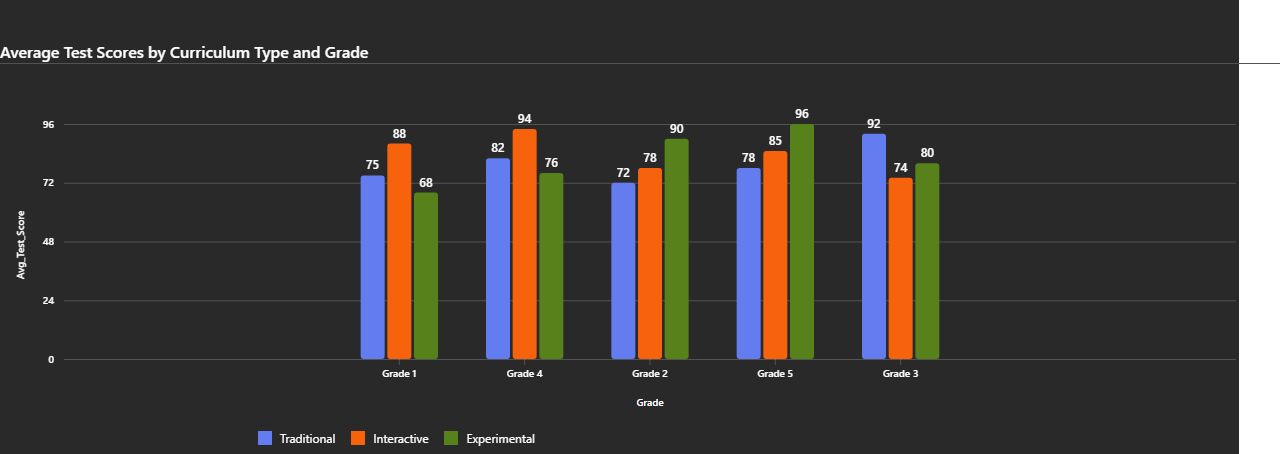 Average Test Scores by Curriculum Type and Grade
96
72
48
24
0
Avg_Test_Score
75 88 68
82 94 76
72 78 90
78 85 96
92 74 80
Grade 1 Grade 4 Grade 2 Grade 5 Grade 3
Grade
Traditional Interactive Experimental